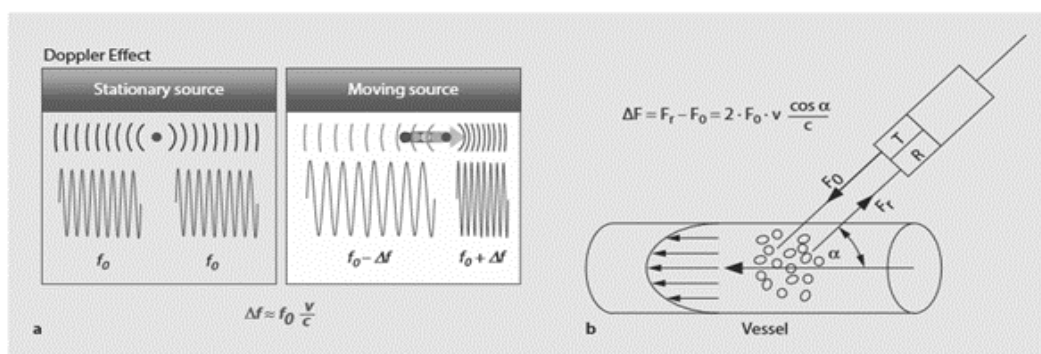 Doppler Effect
Stationary source
Moving source
f₀
f₀
f₀ – Δf
f₀ + Δf
Δf ≈ f₀ v/c
a
ΔF = Fᵣ – F₀ = 2 · F₀ · v cos α/c
T
R
F₀
Fᵣ
α
Vessel
b